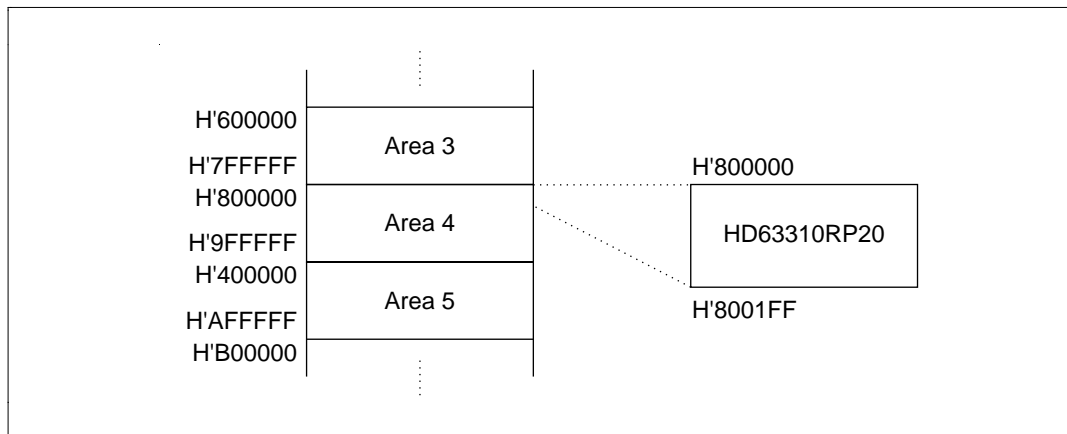 H'600000
Area 3
H'7FFFFF
H'800000
Area 4
H'9FFFFF
H'400000
Area 5
H'AFFFFF
H'B00000
H'800000
HD63310RP20
H'8001FF